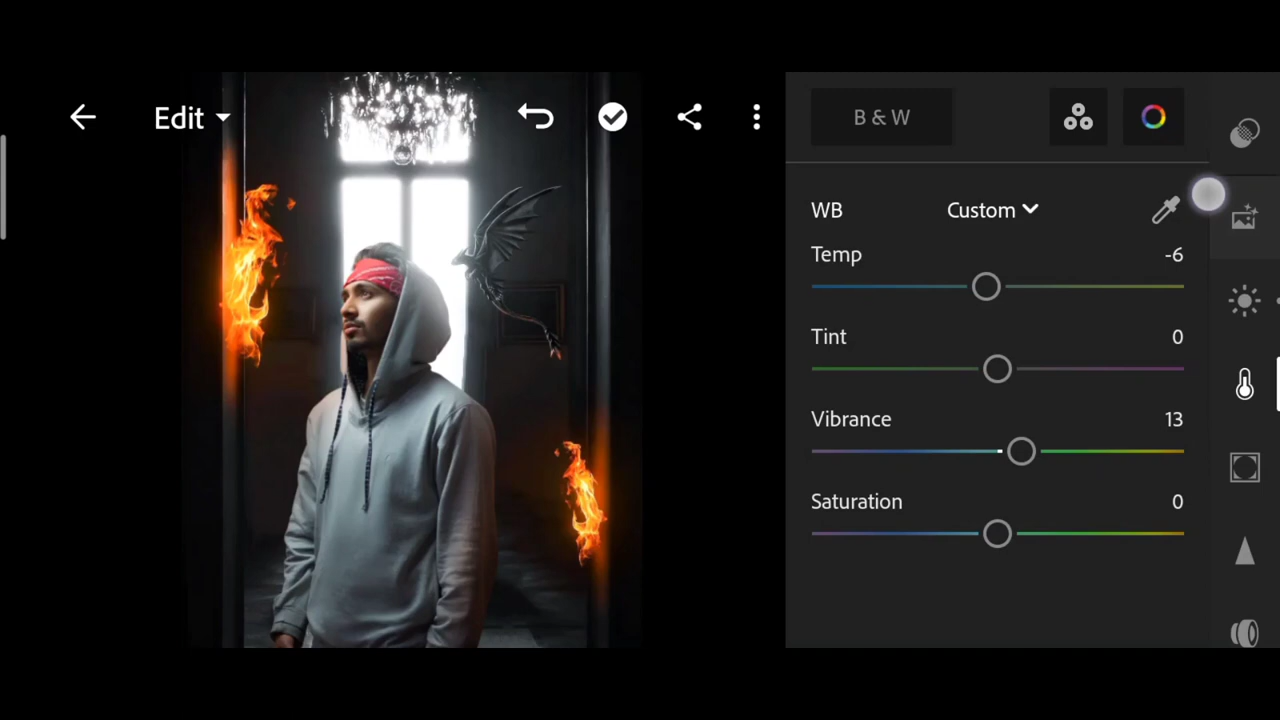 Edit
B & W
WB
Custom
Temp
-6
Tint
0
Vibrance
13
Saturation
0